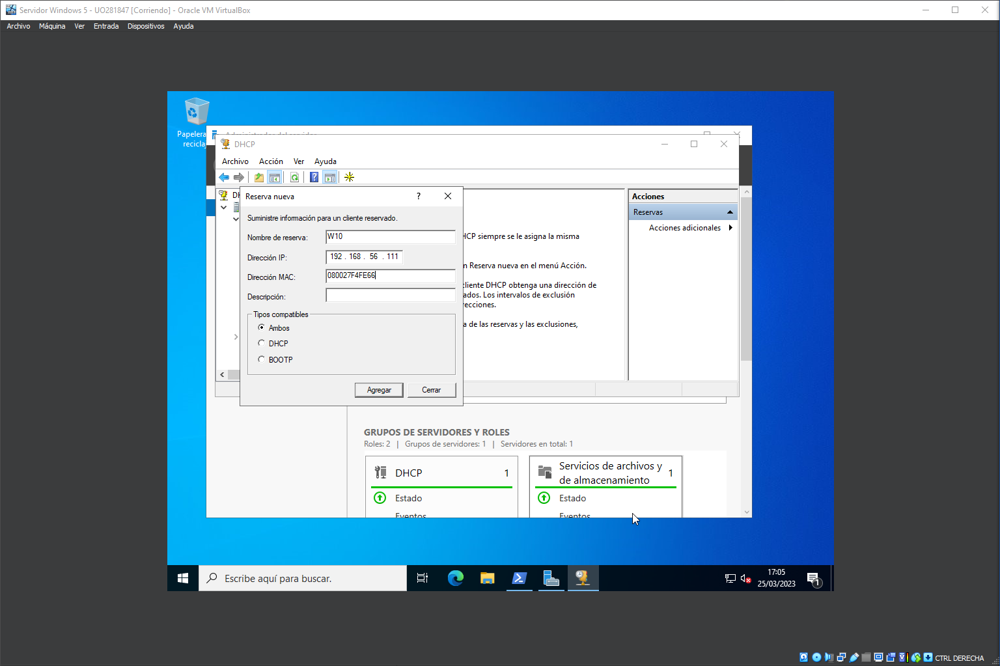 Servidor Windows 5 - UO281847 [Corriendo] - Oracle VM VirtualBox
Archivo Máquina Ver Entrada Dispositivos Ayuda
Papelera
recicla
DHCP
Archivo Acción Ver Ayuda
DH
Reserva nueva
?
Suministre información para un cliente reservado.
Nombre de reserva: W10
Dirección IP: 192 . 168 . 56 . 111
Dirección MAC: 080027F4FE66
Descripción:
Tipos compatibles
Ambos
DHCP
BOOTP
Agregar Cerrar
HCP siempre se le asigna la misma
n Reserva nueva en el menú Acción.
cliente DHCP obtenga una dirección de
ados. Los intervalos de exclusión
recciones.
a de las reservas y las exclusiones,
Acciones
Reservas
Acciones adicionales
GRUPOS DE SERVIDORES Y ROLES
Roles: 2 | Grupos de servidores: 1 | Servidores en total: 1
DHCP 1
Estado
Eventos
Servicios de archivos y
de almacenamiento 1
Estado
Eventos
Escribe aquí para buscar.
17:05
25/03/2023
1
CTRL DERECHA